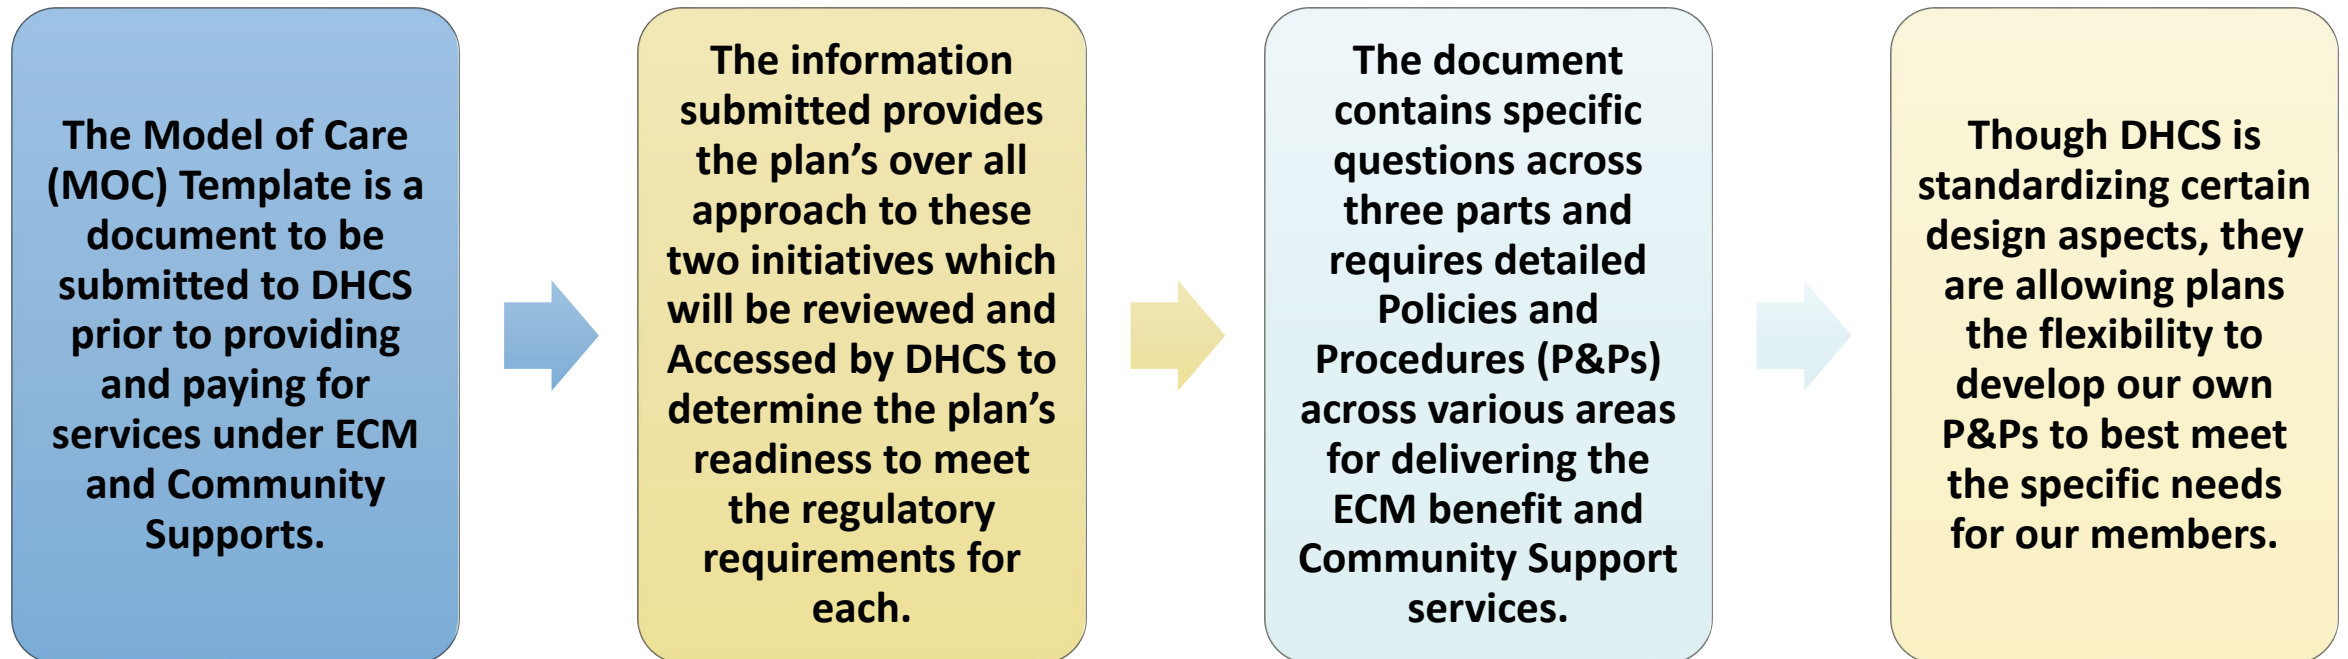 The Model of Care
(MOC) Template is a
document to be
submitted to DHCS
prior to providing
and paying for
services under ECM
and Community
Supports.
The information
submitted provides
the plan’s over all
approach to these
two initiatives which
will be reviewed and
Accessed by DHCS to
determine the plan’s
readiness to meet
the regulatory
requirements for
each.
The document
contains specific
questions across
three parts and
requires detailed
Policies and
Procedures (P&Ps)
across various areas
for delivering the
ECM benefit and
Community Support
services.
Though DHCS is
standardizing certain
design aspects, they
are allowing plans
the flexibility to
develop our own
P&Ps to best meet
the specific needs
for our members.